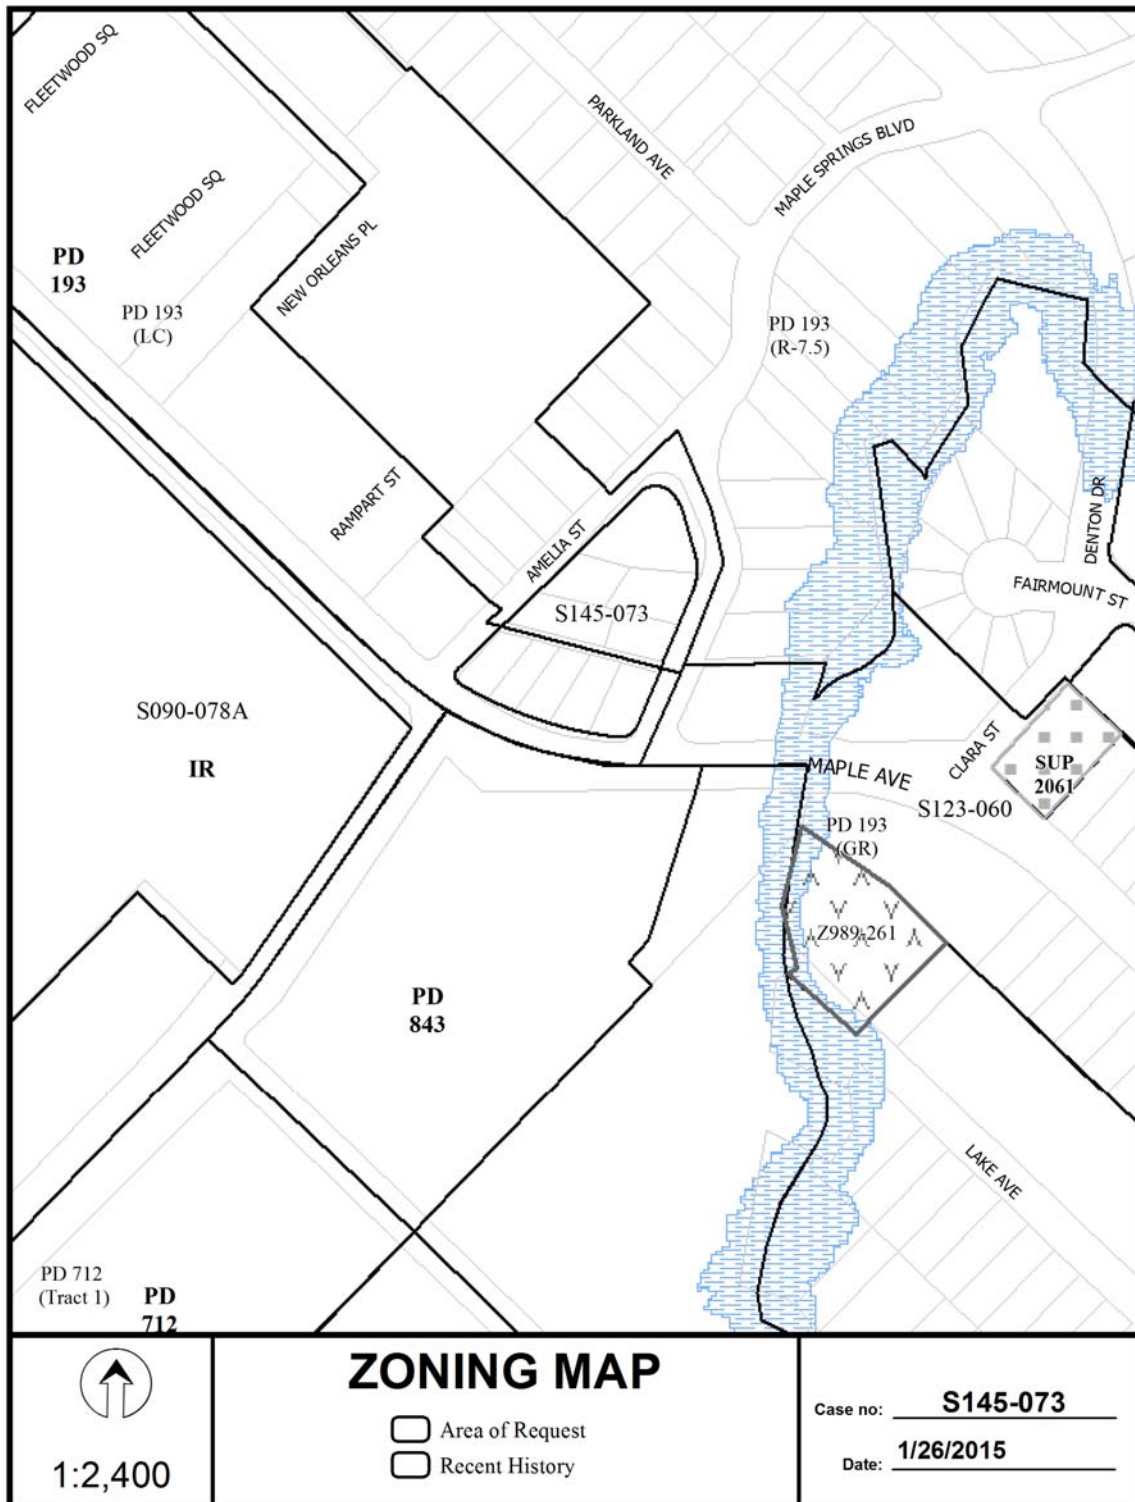 FLEETWOOD SQ
PARKLAND AVE
MAPLE SPRINGS BLVD
FLEETWOOD SQ
NEW ORLEANS PL
PD
193
PD 193
(LC)
PD 193
(R-7.5)
RAMPART ST
AMELIA ST
DENTON DR
FAIRMOUNT ST
S145-073
S090-078A
IR
CLARA ST
MAPLE AVE
SUP
2061
S123-060
PD 193
(GR)
Z989-261
PD
843
LAKE AVE
PD 712
(Tract 1)
PD
712
1:2,400
ZONING MAP
Area of Request
Recent History
Case no: S145-073
Date: 1/26/2015